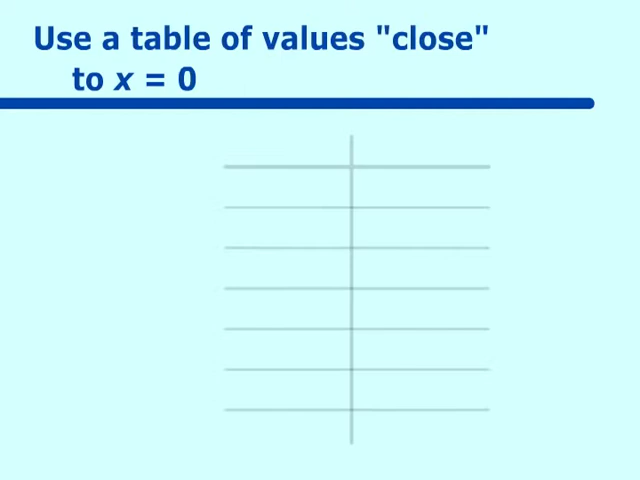 Use a table of values "close"
to x = 0